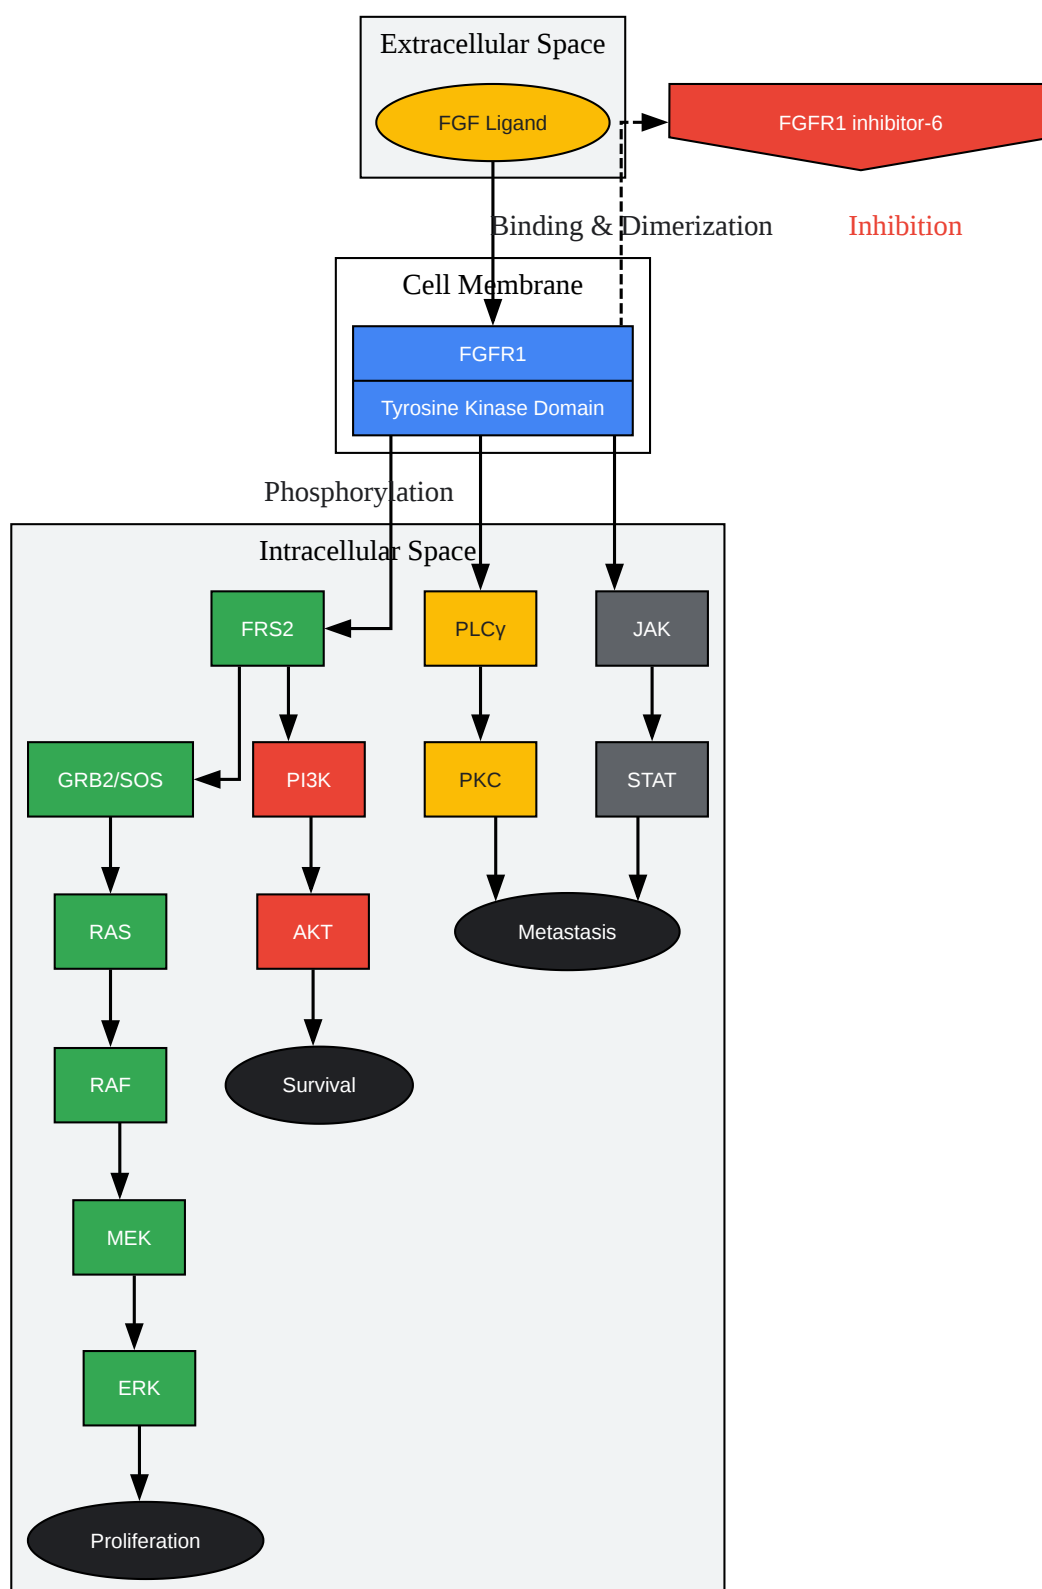 Extracellular Space
FGF Ligand
FGFR1 inhibitor-6
Binding & Dimerization
Inhibition
Cell Membrane
FGFR1
Tyrosine Kinase Domain
Phosphorylation
Intracellular Space
FRS2
PLCγ
JAK
GRB2/SOS
PI3K
PKC
STAT
RAS
AKT
Metastasis
RAF
Survival
MEK
ERK
Proliferation